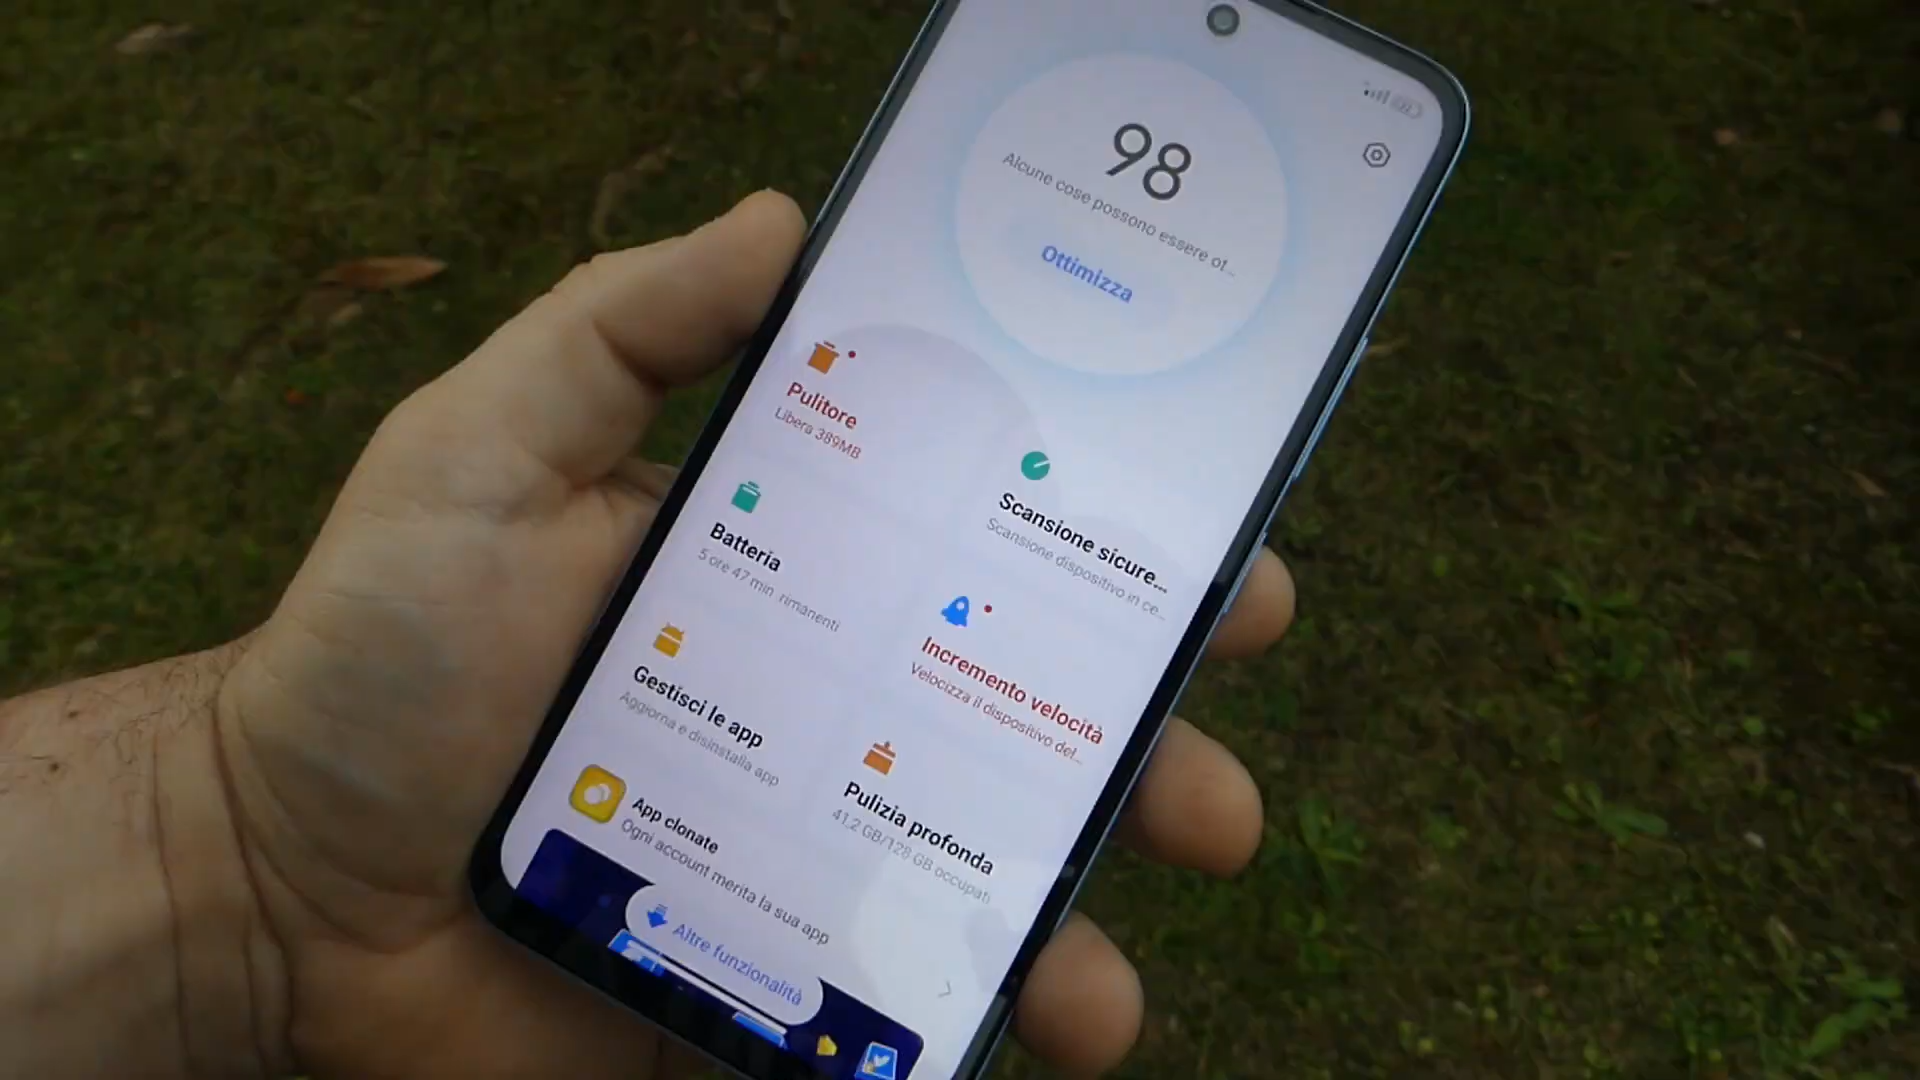 98
Alcune cose possono essere ot...
Ottimizza
Pulitore
Libera 389MB
Scansione sicure...
Scansione dispositivo in ce...
Batteria
5 ore 47 min rimanenti
Incremento velocità
Velocizza il dispositivo del...
Gestisci le app
Aggiorna e disinstalla app
Pulizia profonda
41,2 GB/128 GB occupati
App clonate
Ogni account merita la sua app
Altre funzionalità